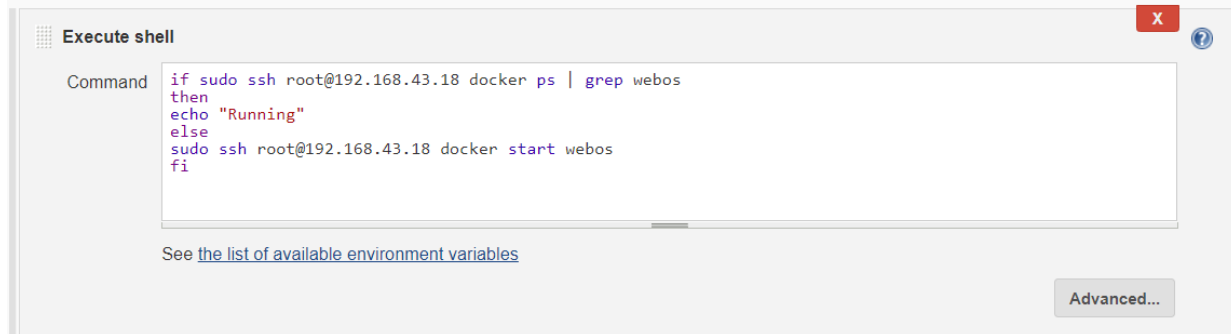 X
Execute shell
?
Command
if sudo ssh root@192.168.43.18 docker ps | grep webos
then
echo "Running"
else
sudo ssh root@192.168.43.18 docker start webos
fi
See the list of available environment variables
Advanced...